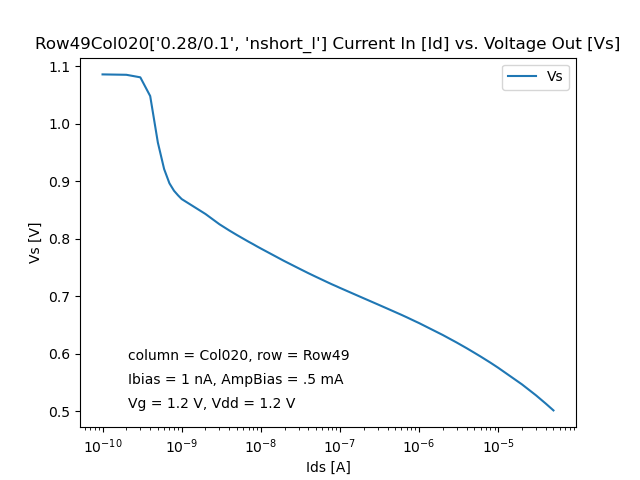 Row49Col020['0.28/0.1', 'nshort_l'] Current In [Id] vs. Voltage Out [Vs]
Vs
1.1
1.0
0.9
0.8
0.7
0.6
0.5
Vs [V]
column = Col020, row = Row49
Ibias = 1 nA, AmpBias = .5 mA
Vg = 1.2 V, Vdd = 1.2 V
10⁻¹⁰ 10⁻⁹ 10⁻⁸ 10⁻⁷ 10⁻⁶ 10⁻⁵
Ids [A]